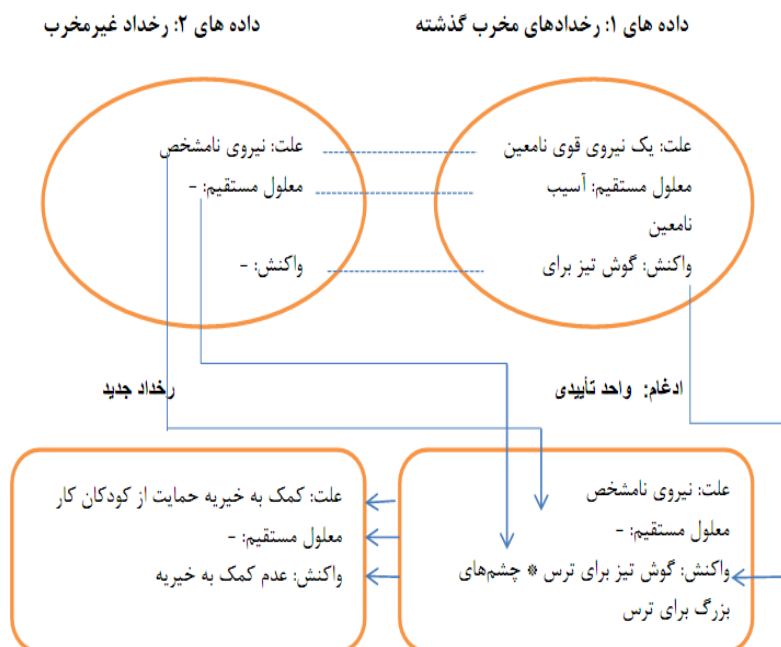 داده های ۱: رخدادهای مخرب گذشته
داده های ۲: رخداد غیرمخرب
علت: یک نیروی قوی نامعین
معلول مستقیم: آسیب
نامعین
واکنش: گوش تیز برای
علت: نیروی نامشخص
معلول مستقیم: -
واکنش: -
ادغام: واحد تأییدی
رخداد جدید
علت: نیروی نامشخص
معلول مستقیم: -
واکنش: گوش تیز برای ترس * چشم‌های
بزرگ برای ترس
علت: کمک به خیریه حمایت از کودکان کار
معلول مستقیم: -
واکنش: عدم کمک به خیریه